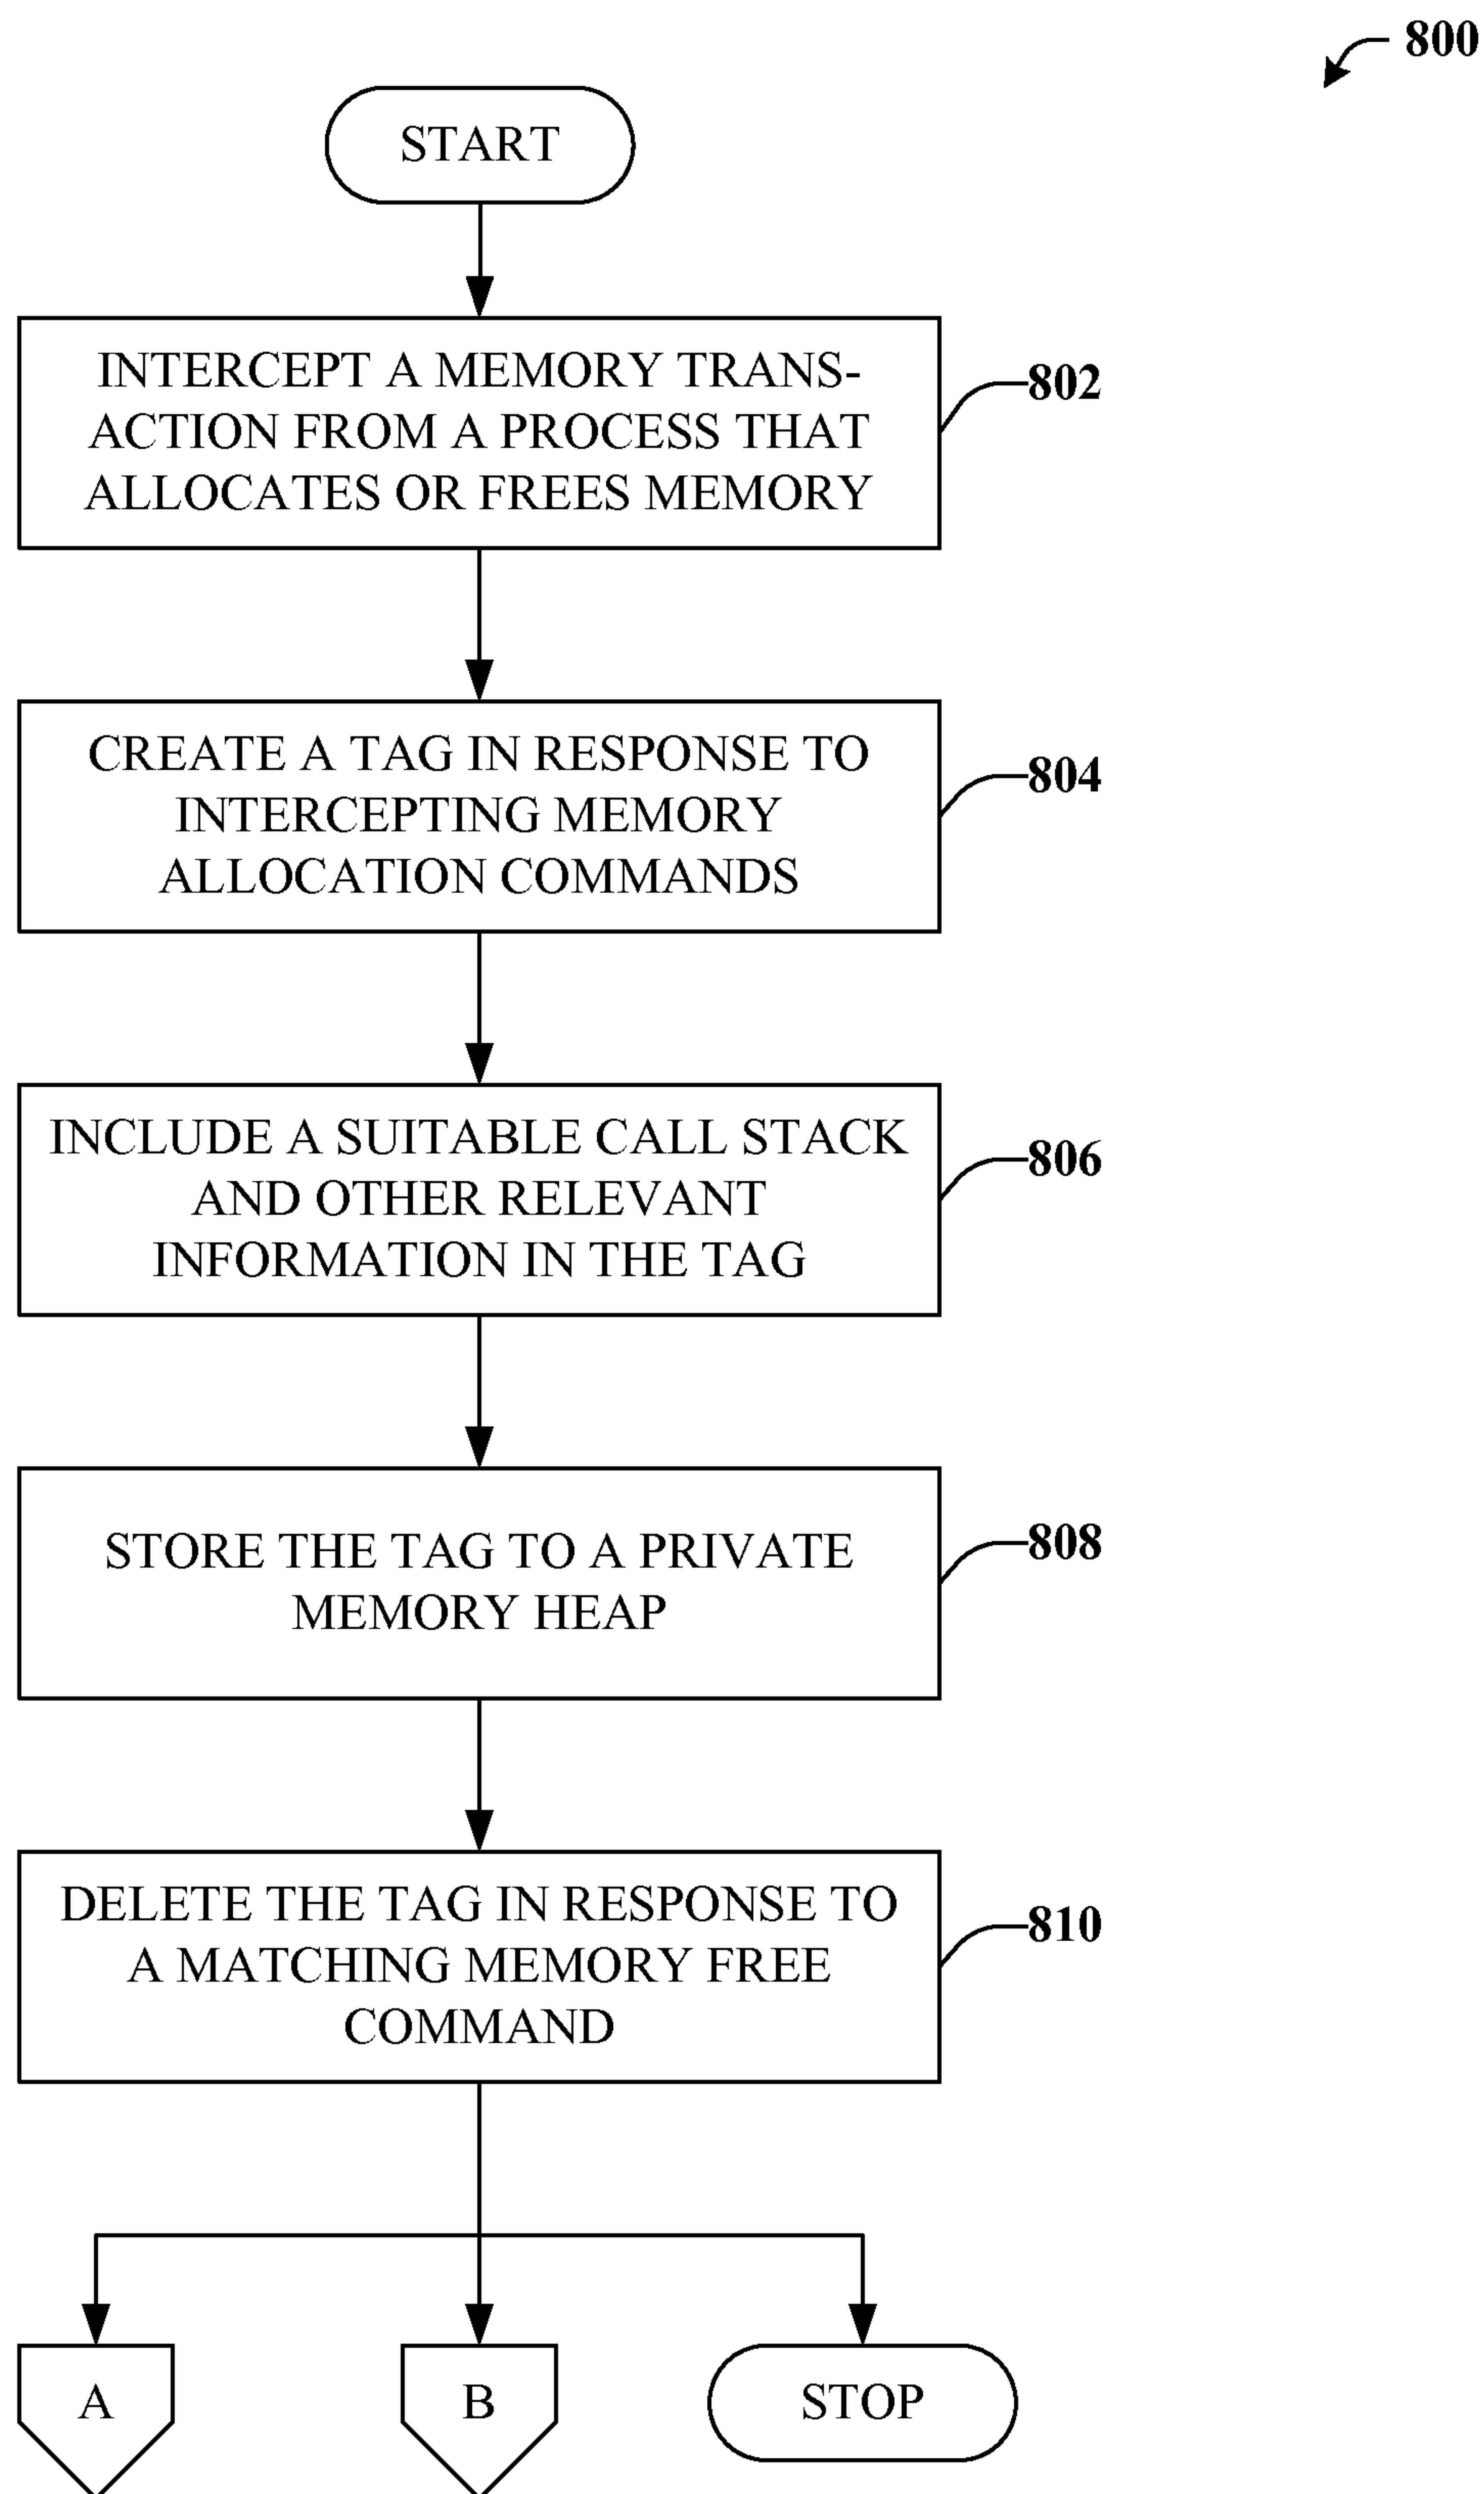 800
START
INTERCEPT A MEMORY TRANS-
ACTION FROM A PROCESS THAT
ALLOCATES OR FREES MEMORY
802
CREATE A TAG IN RESPONSE TO
INTERCEPTING MEMORY
ALLOCATION COMMANDS
804
INCLUDE A SUITABLE CALL STACK
AND OTHER RELEVANT
INFORMATION IN THE TAG
806
STORE THE TAG TO A PRIVATE
MEMORY HEAP
808
DELETE THE TAG IN RESPONSE TO
A MATCHING MEMORY FREE
COMMAND
810
A
B
STOP